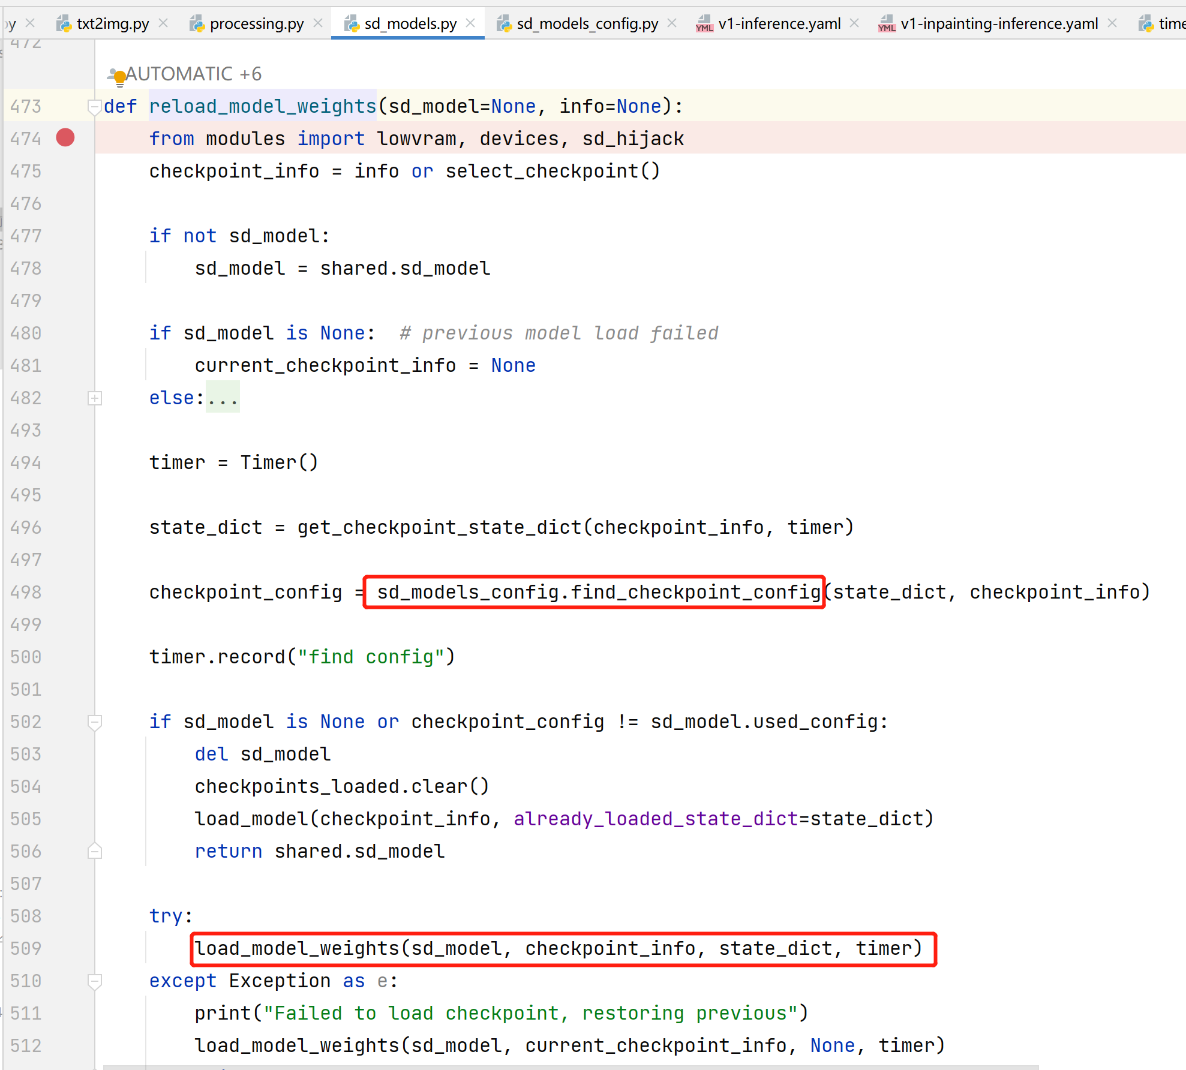 py txt2img.py processing.py sd_models.py sd_models_config.py v1-inference.yaml v1-inpainting-inference.yaml time
472
AUTOMATIC +6
473 def reload_model_weights(sd_model=None, info=None):
474 from modules import lowvram, devices, sd_hijack
475 checkpoint_info = info or select_checkpoint()
476
477 if not sd_model:
478 sd_model = shared.sd_model
479
480 if sd_model is None:  # previous model load failed
481 current_checkpoint_info = None
482 else:...
493
494 timer = Timer()
495
496 state_dict = get_checkpoint_state_dict(checkpoint_info, timer)
497
498 checkpoint_config = sd_models_config.find_checkpoint_config(state_dict, checkpoint_info)
499
500 timer.record("find config")
501
502 if sd_model is None or checkpoint_config != sd_model.used_config:
503 del sd_model
504 checkpoints_loaded.clear()
505 load_model(checkpoint_info, already_loaded_state_dict=state_dict)
506 return shared.sd_model
507
508 try:
509 load_model_weights(sd_model, checkpoint_info, state_dict, timer)
510 except Exception as e:
511 print("Failed to load checkpoint, restoring previous")
512 load_model_weights(sd_model, current_checkpoint_info, None, timer)